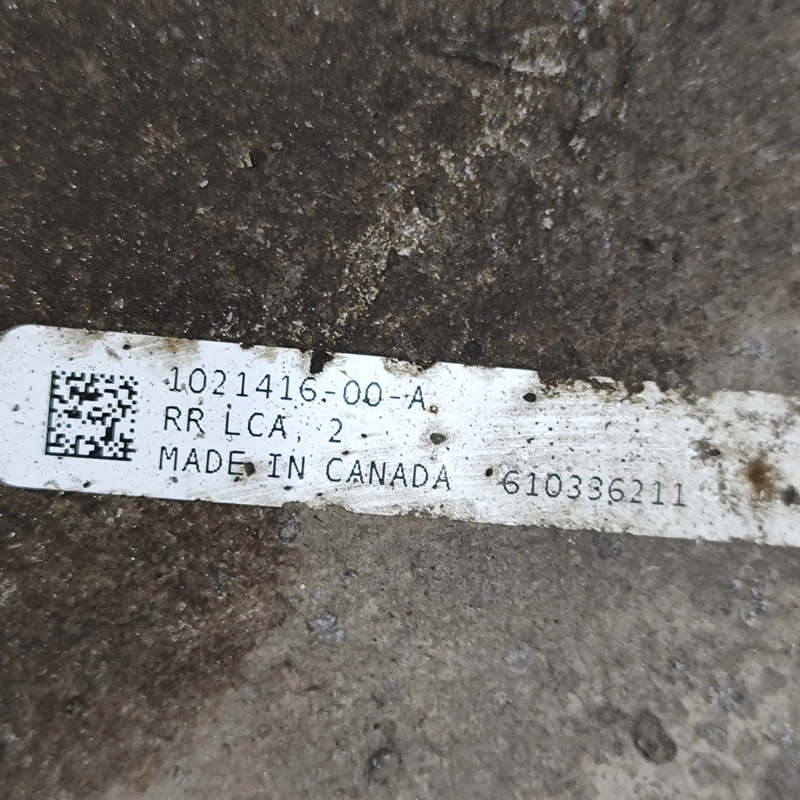 1021416-00-A
RR LCA, 2
MADE IN CANADA 610336211